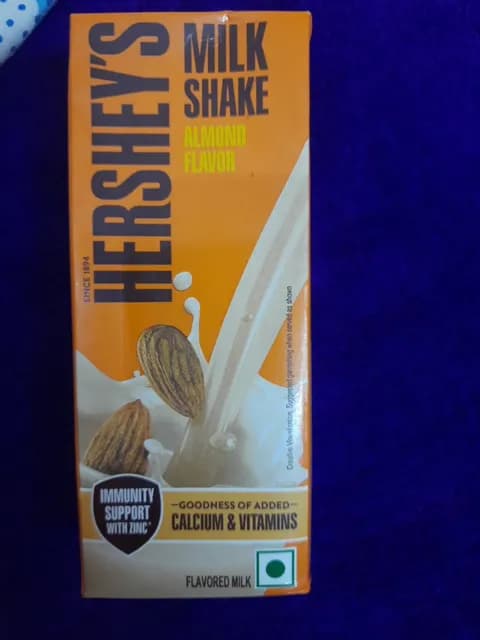 HERSHEY'S
SINCE 1894
MILK
SHAKE
ALMOND
FLAVOR
Creative Visualization. Suggested garnishing when served as shown
IMMUNITY
SUPPORT
WITH ZINC*
GOODNESS OF ADDED
CALCIUM & VITAMINS
FLAVORED MILK